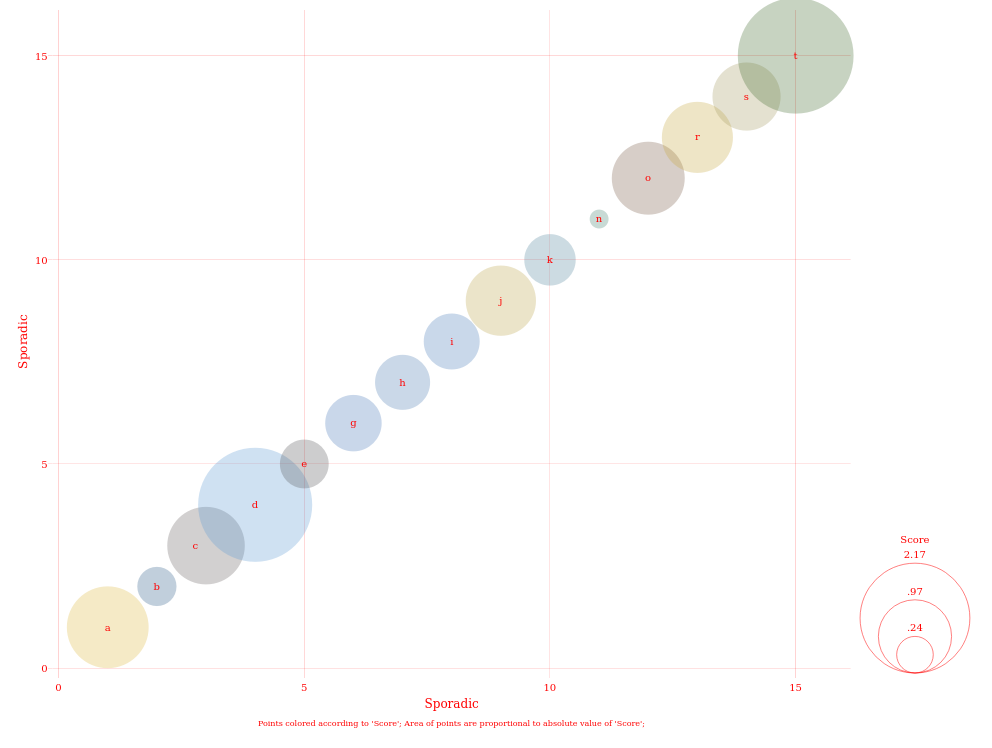 15
10
5
0
Sporadic
t
s
r
o
n
k
j
i
h
g
e
d
c
b
a
Score
2.17
.97
.24
0 5 10 15
Sporadic
Points colored according to 'Score'; Area of points are proportional to absolute value of 'Score';